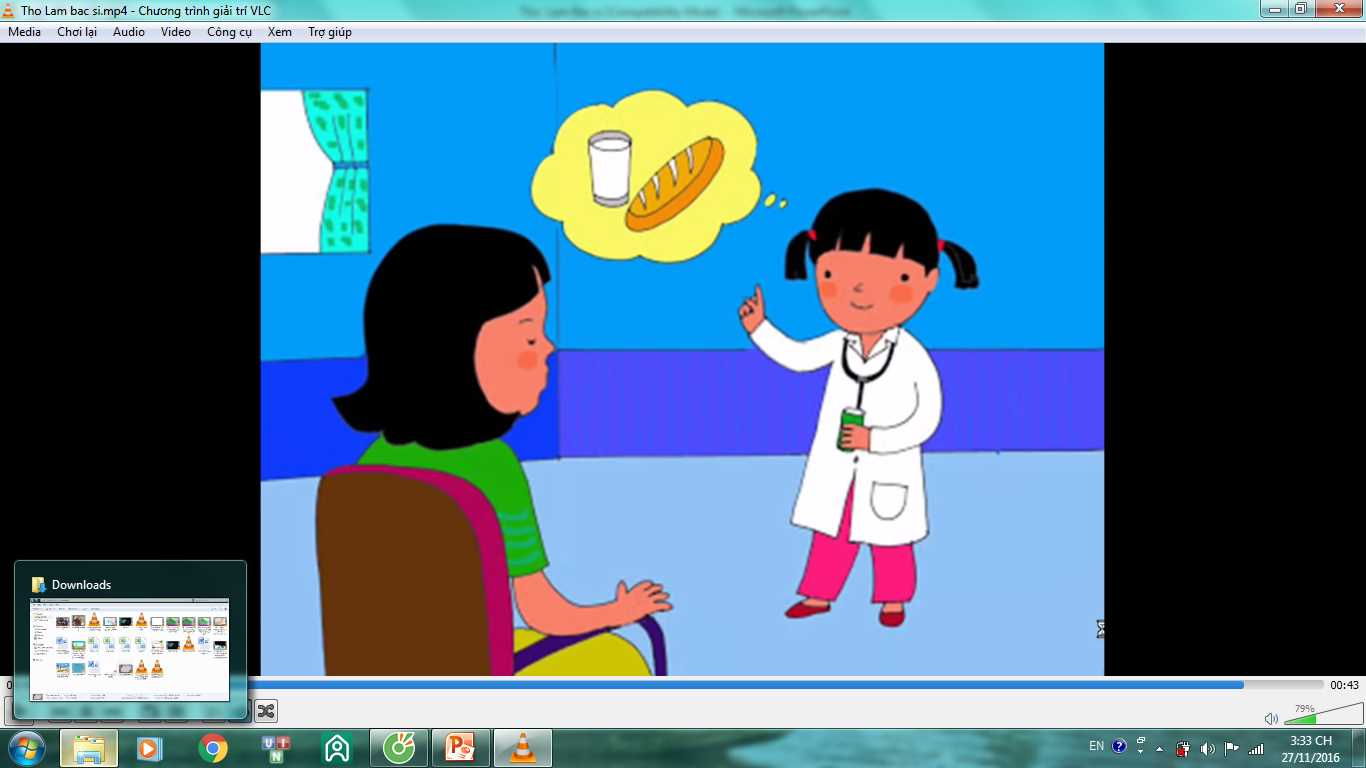 Tho Lam bac si.mp4 - Chương trình giải trí VLC
Media Chơi lại Audio Video Công cụ Xem Trợ giúp
Downloads
00:43
79%
EN
3:33 CH
27/11/2016